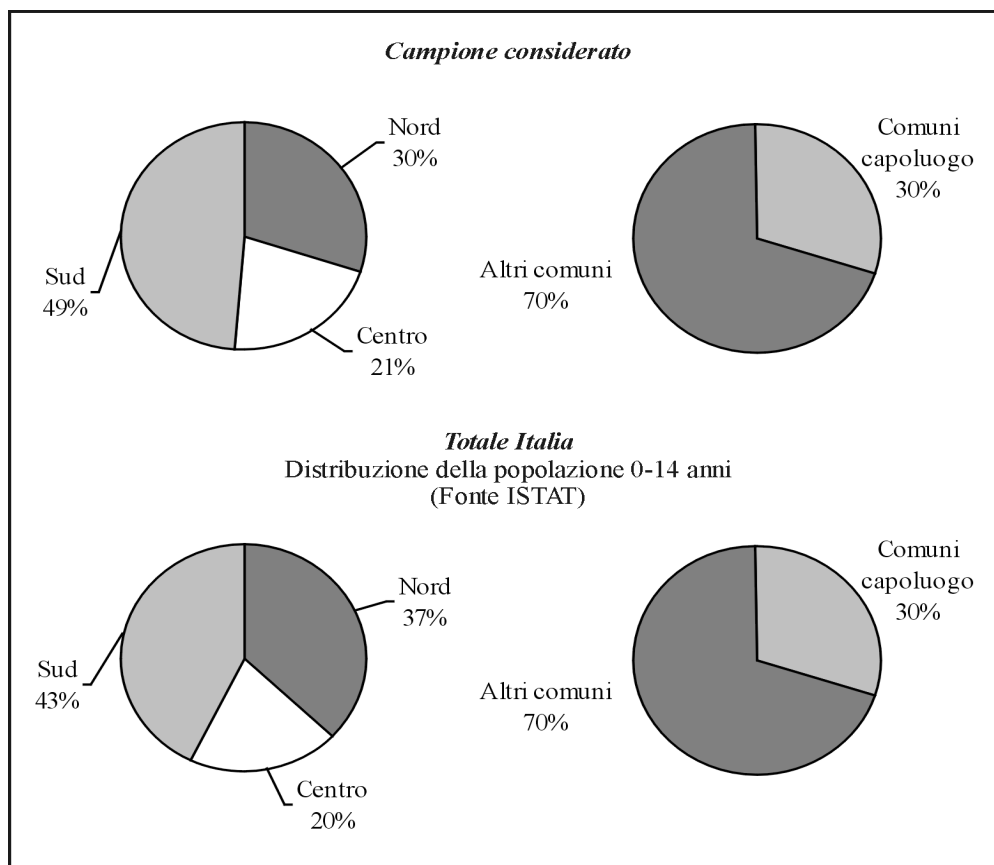 Campione considerato
Nord
30%
Sud
49%
Centro
21%
Comuni
capoluogo
30%
Altri comuni
70%
Totale Italia
Distribuzione della popolazione 0-14 anni
(Fonte ISTAT)
Nord
37%
Sud
43%
Centro
20%
Comuni
capoluogo
30%
Altri comuni
70%